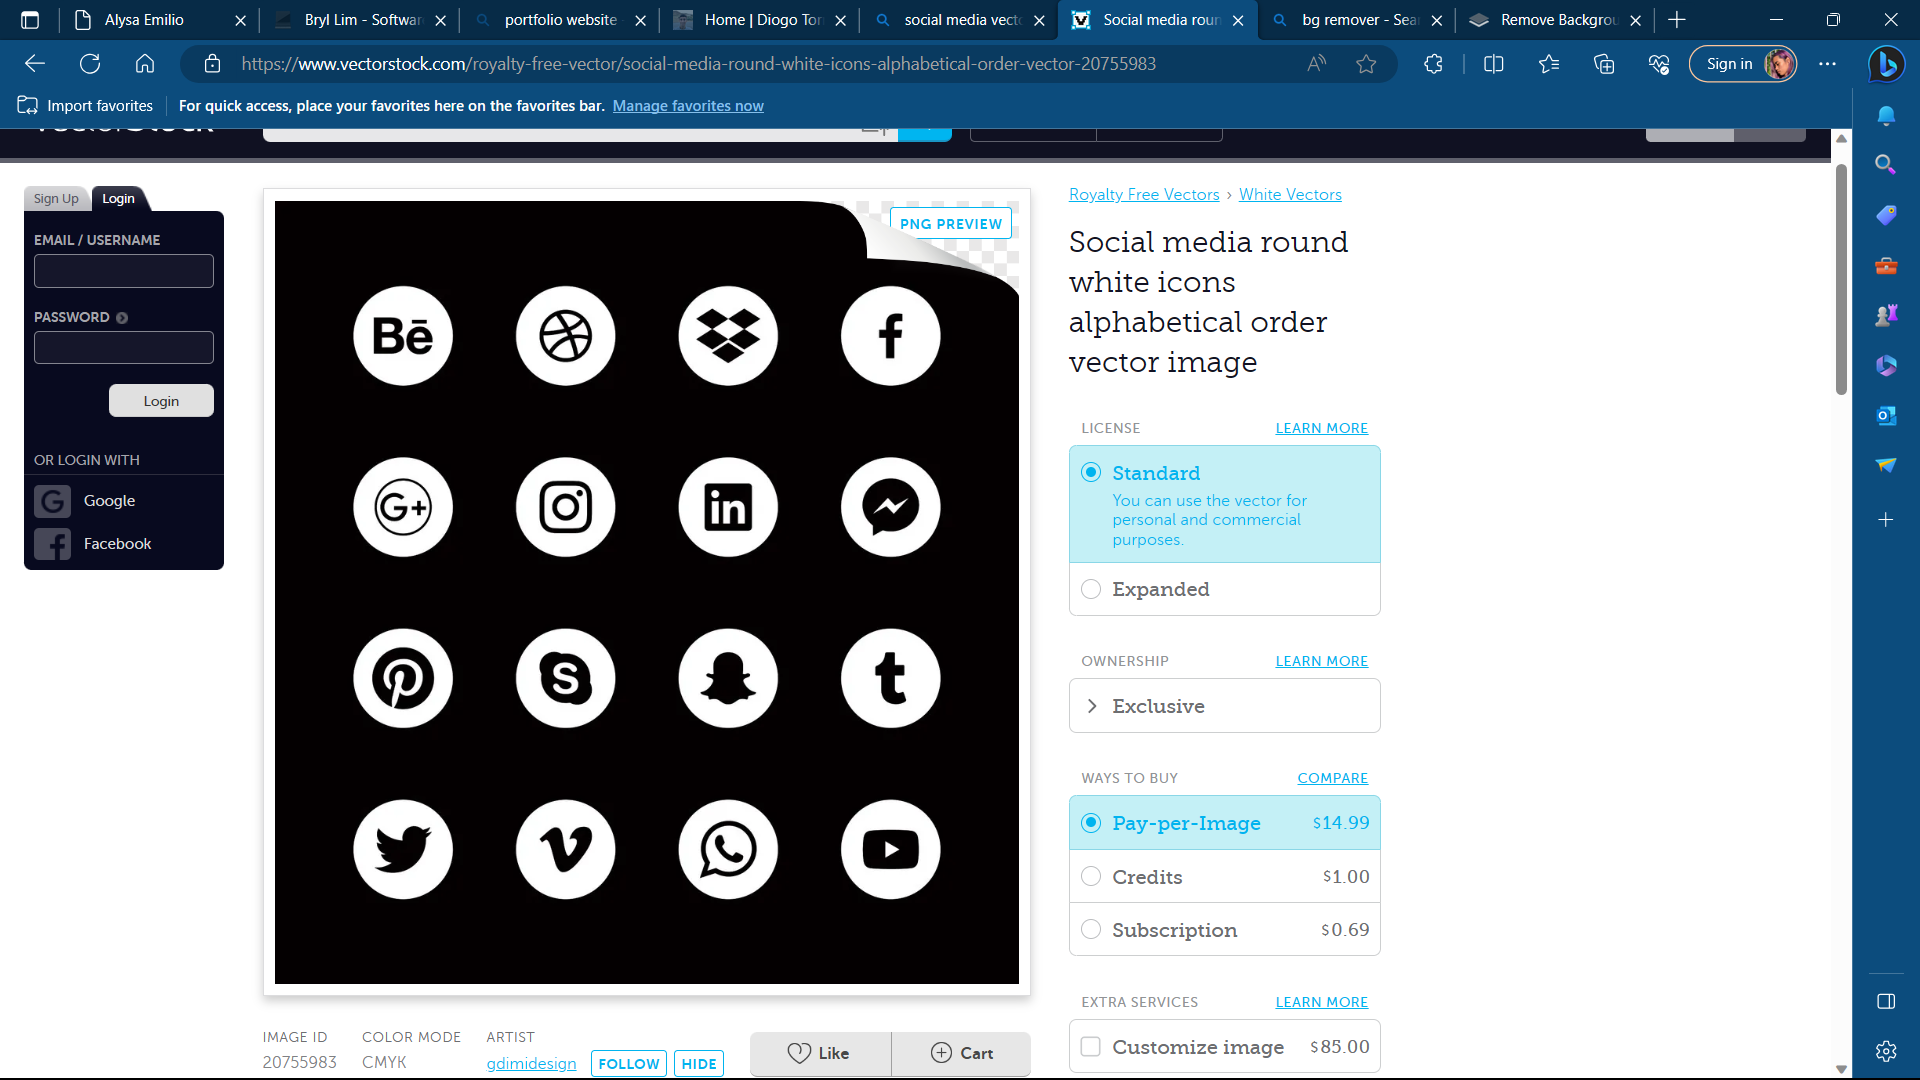 Alysa Emilio
Bryl Lim - Softwar
portfolio website
Home | Diogo Tor
social media vect
Social media roun
bg remover - Sea
Remove Backgrou
https://www.vectorstock.com/royalty-free-vector/social-media-round-white-icons-alphabetical-order-vector-20755983
Sign in
Import favorites
For quick access, place your favorites here on the favorites bar. Manage favorites now
Sign Up
Login
EMAIL / USERNAME
PASSWORD
Login
OR LOGIN WITH
Google
Facebook
PNG PREVIEW
Bē
f
G+
in
S
t
Royalty Free Vectors › White Vectors
Social media round
white icons
alphabetical order
vector image
LICENSE
LEARN MORE
Standard
You can use the vector for
personal and commercial
purposes.
Expanded
OWNERSHIP
LEARN MORE
Exclusive
WAYS TO BUY
COMPARE
Pay-per-Image
$14.99
Credits
$1.00
Subscription
$0.69
EXTRA SERVICES
LEARN MORE
Customize image
$85.00
IMAGE ID
20755983
COLOR MODE
CMYK
ARTIST
gdimidesign
FOLLOW
HIDE
Like
Cart